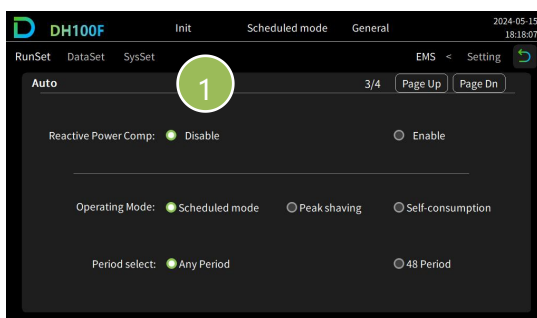 DH100F Init Scheduled mode General 2024-05-15
18:18:07
RunSet DataSet SysSet EMS < Setting
Auto 1 3/4 Page Up Page Dn
Reactive Power Comp: Disable Enable
Operating Mode: Scheduled mode Peak shaving Self-consumption
Period select: Any Period 48 Period